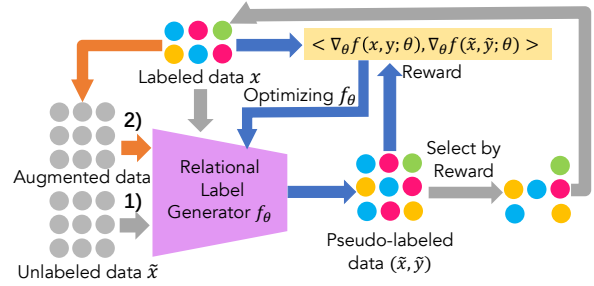 < ∇θf(x, y; θ), ∇θf(x̃, ỹ; θ) >
Labeled data x
Reward
Optimizing fθ
2)
Augmented data
1)
Unlabeled data x̃
Relational
Label
Generator fθ
Select by
Reward
Pseudo-labeled
data (x̃, ỹ)